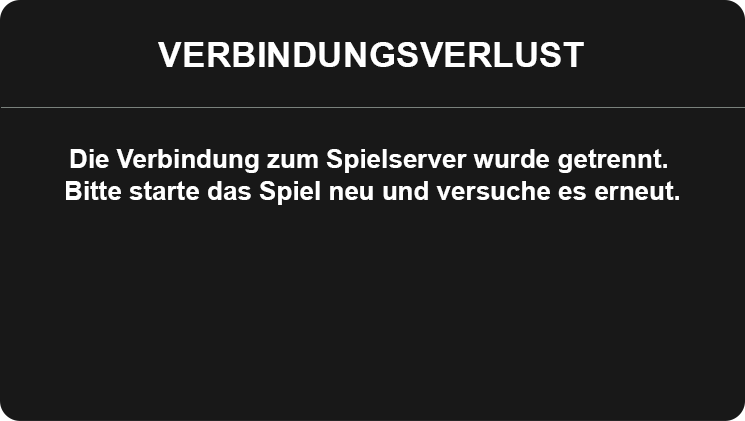 VERBINDUNGSVERLUST
Die Verbindung zum Spielserver wurde getrennt.
Bitte starte das Spiel neu und versuche es erneut.